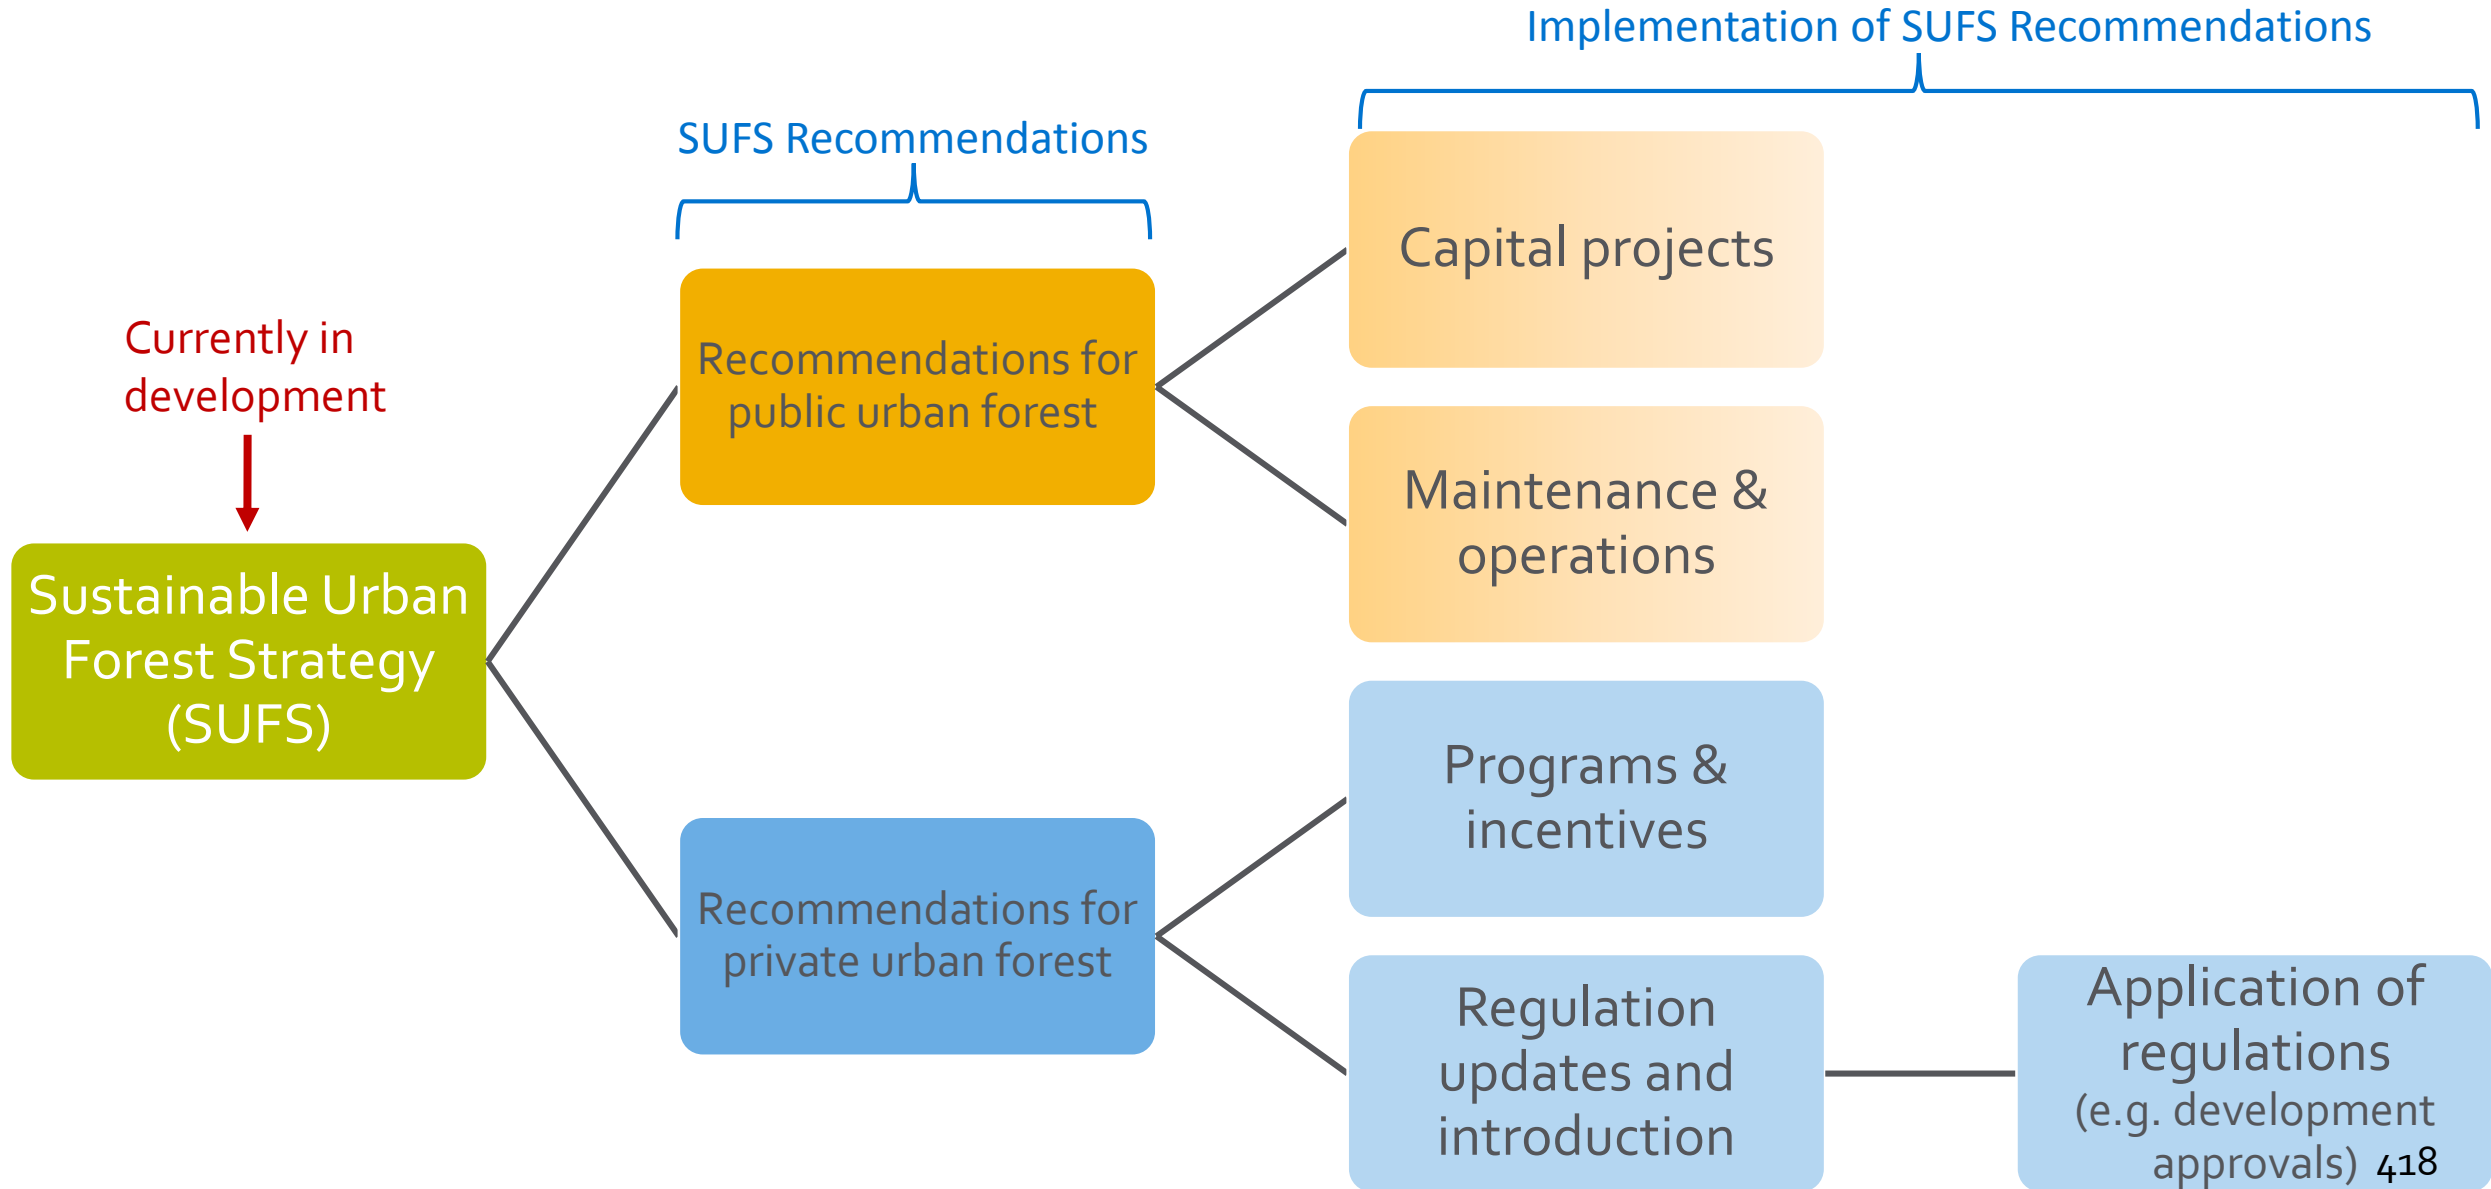 Implementation of SUFS Recommendations
SUFS Recommendations
Currently in
development
Sustainable Urban
Forest Strategy
(SUFS)
Recommendations for
public urban forest
Recommendations for
private urban forest
Capital projects
Maintenance &
operations
Programs &
incentives
Regulation
updates and
introduction
Application of
regulations
(e.g. development
approvals) 418